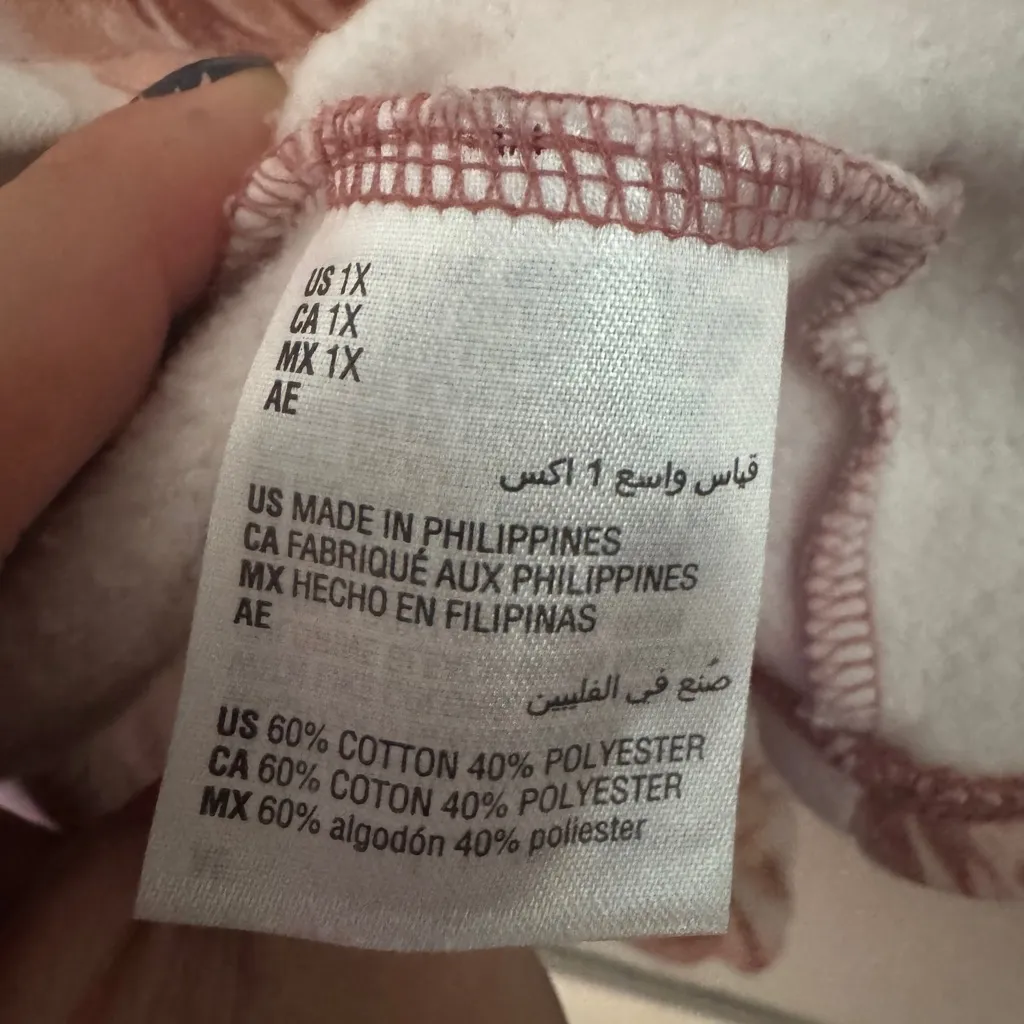 US 1X
CA 1X
MX 1X
AE
قياس واسع 1 اكس
US MADE IN PHILIPPINES
CA FABRIQUÉ AUX PHILIPPINES
MX HECHO EN FILIPINAS
AE
صُنع في الفليبين
US 60% COTTON 40% POLYESTER
CA 60% COTON 40% POLYESTER
MX 60% algodón 40% poliester